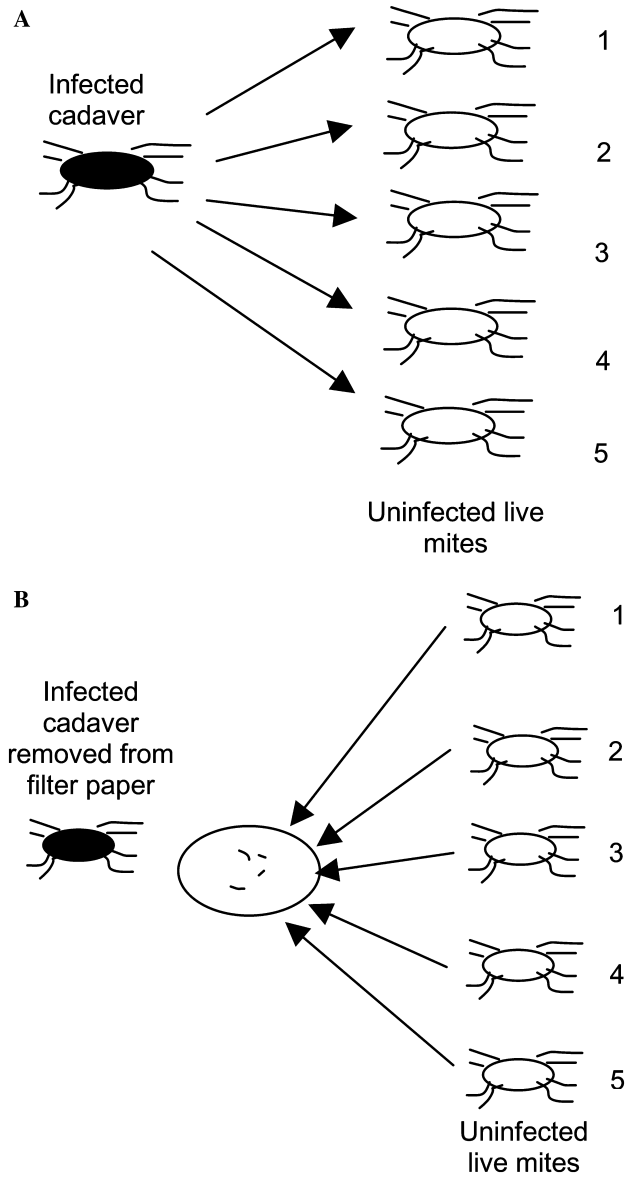 A
Infected
cadaver
1
2
3
4
5
Uninfected live
mites
B
Infected
cadaver
removed from
filter paper
1
2
3
4
5
Uninfected
live mites